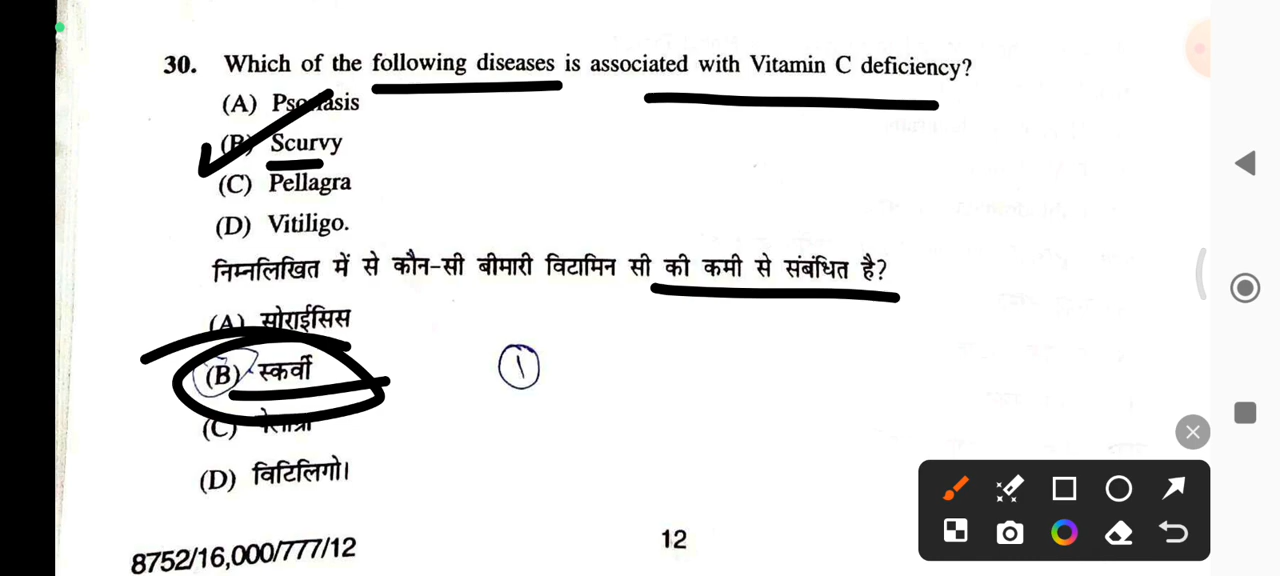 30. Which of the following diseases is associated with Vitamin C deficiency?
(A) Psoriasis
(B) Scurvy
(C) Pellagra
(D) Vitiligo.
निम्नलिखित में से कौन-सी बीमारी विटामिन सी की कमी से संबंधित है?
(A) सोराईसिस
(B) स्कर्वी
1
(C)
(D) विटिलिगो।
8752/16,000/777/12
12